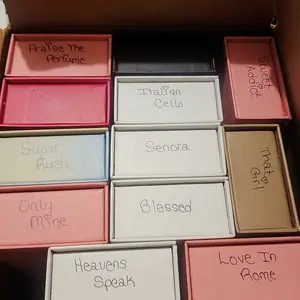 Praise The
Perfume
Sweet
Addict
Italian
Cello
Sugar
Rush
Senora
That
Girl
Only
Mine
Blessed
Heavens
Speak
Love In
Rome